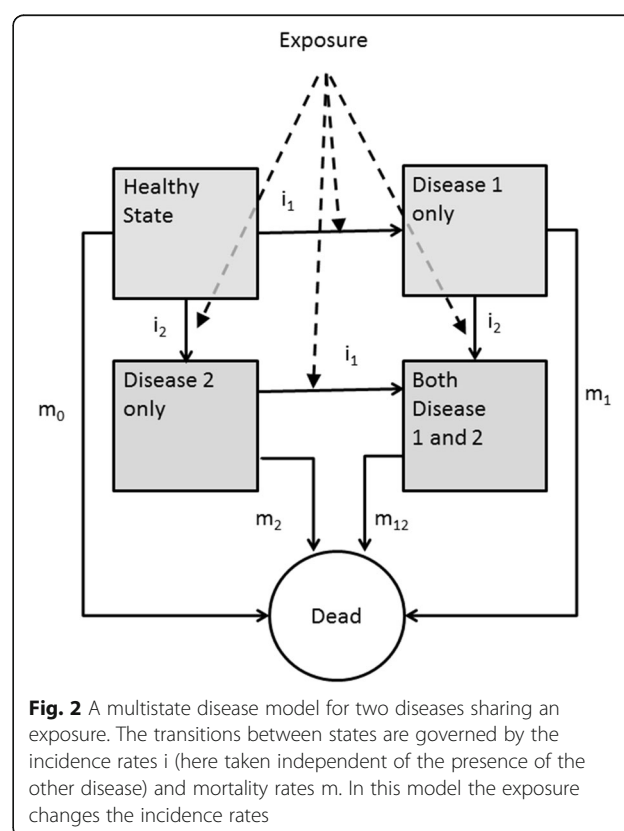 Exposure
Healthy
State
i₁
Disease 1
only
i₂
i₂
Disease 2
only
i₁
Both
Disease
1 and 2
m₀
m₁
m₂
m₁₂
Dead
Fig. 2 A multistate disease model for two diseases sharing an
exposure. The transitions between states are governed by the
incidence rates i (here taken independent of the presence of the
other disease) and mortality rates m. In this model the exposure
changes the incidence rates